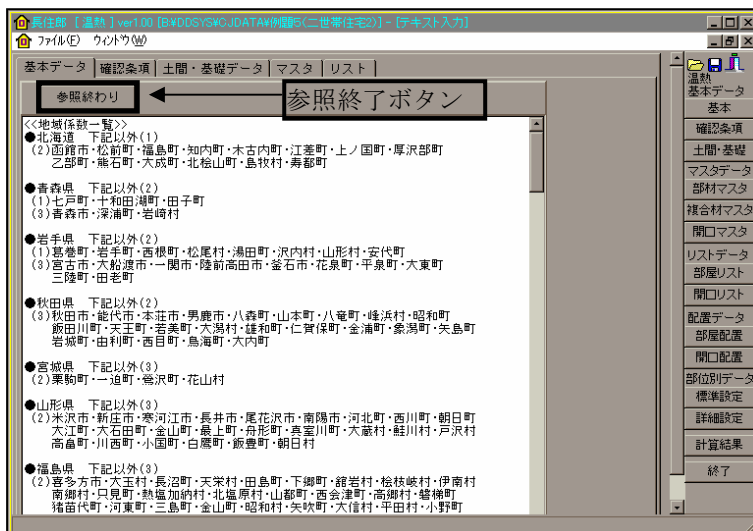 長住郎 [温熱] ver1.00 [B:¥DDSYS¥CJDATA¥例題5(二世帯住宅2)] - [テキスト入力]
ファイル(F) ウィンドウ(W)
基本データ 確認条項 土間・基礎データ マスタ リスト
参照終わり
参照終了ボタン
<<地域係数一覧>>
●北海道 下記以外(1)
(2)函館市・松前町・福島町・知内町・木古内町・江差町・上ノ国町・厚沢部町
乙部町・熊石町・大成町・北桧山町・島牧村・寿都町
●青森県 下記以外(2)
(1)七戸町・十和田湖町・田子町
(3)青森市・深浦町・岩崎村
●岩手県 下記以外(2)
(1)葛巻町・岩手町・西根町・松尾村・湯田町・沢内村・山形村・安代町
(3)宮古市・大船渡市・一関市・陸前高田市・釜石市・花泉町・平泉町・大東町
三陸町・田老町
●秋田県 下記以外(2)
(3)秋田市・能代市・本荘市・男鹿市・八森町・山本町・八竜町・峰浜村・昭和町
飯田川町・天王町・若美町・大潟村・雄和町・仁賀保町・金浦町・象潟町・矢島町
岩城町・由利町・西目町・鳥海町・大内町
●宮城県 下記以外(3)
(2)栗駒町・一迫町・鶯沢町・花山村
●山形県 下記以外(3)
(2)米沢市・新庄市・寒河江市・長井市・尾花沢市・南陽市・河北町・西川町・朝日町
大江町・大石田町・金山町・最上町・舟形町・真室川町・大蔵村・鮭川村・戸沢村
高畠町・川西町・小国町・白鷹町・飯豊町・朝日村
●福島県 下記以外(3)
(2)喜多方市・大玉村・長沼町・天栄村・田島町・下郷町・舘岩村・桧枝岐村・伊南村
南郷村・只見町・熱塩加納村・北塩原村・山都町・西会津町・高郷村・磐梯町
猪苗代町・河東町・三島町・金山町・昭和村・矢吹町・大信村・平田村・小野町
温熱
基本データ
基本
確認条項
土間・基礎
マスタデータ
部材マスタ
複合材マスタ
開口マスタ
リストデータ
部屋リスト
開口リスト
配置データ
部屋配置
開口配置
部位別データ
標準設定
詳細設定
計算結果
終了